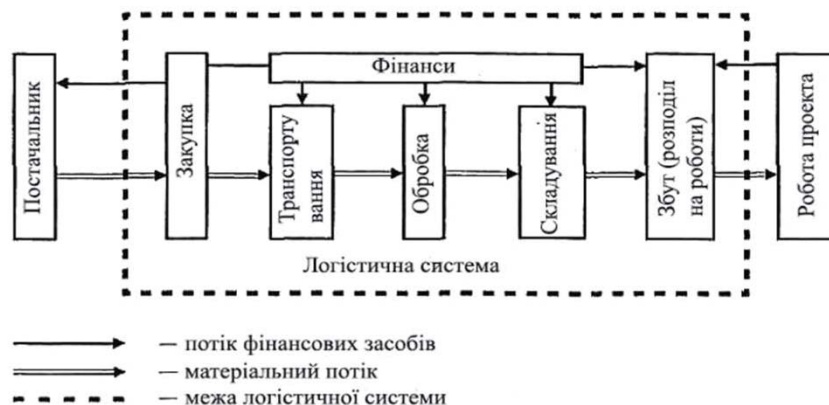 Постачальник
Закупка
Фінанси
Транспорту
вання
Обробка
Складування
Збут (розподіл
на роботи)
Робота проекта
Логістична система
— потік фінансових засобів
— матеріальний потік
— межа логістичної системи